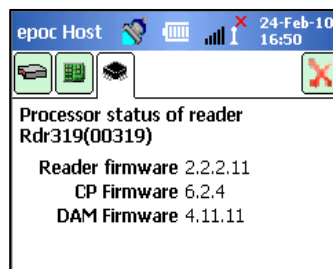 epoc Host 24-Feb-10
16:50
Processor status of reader
Rdr319(00319)
Reader firmware 2.2.2.11
CP Firmware 6.2.4
DAM Firmware 4.11.11